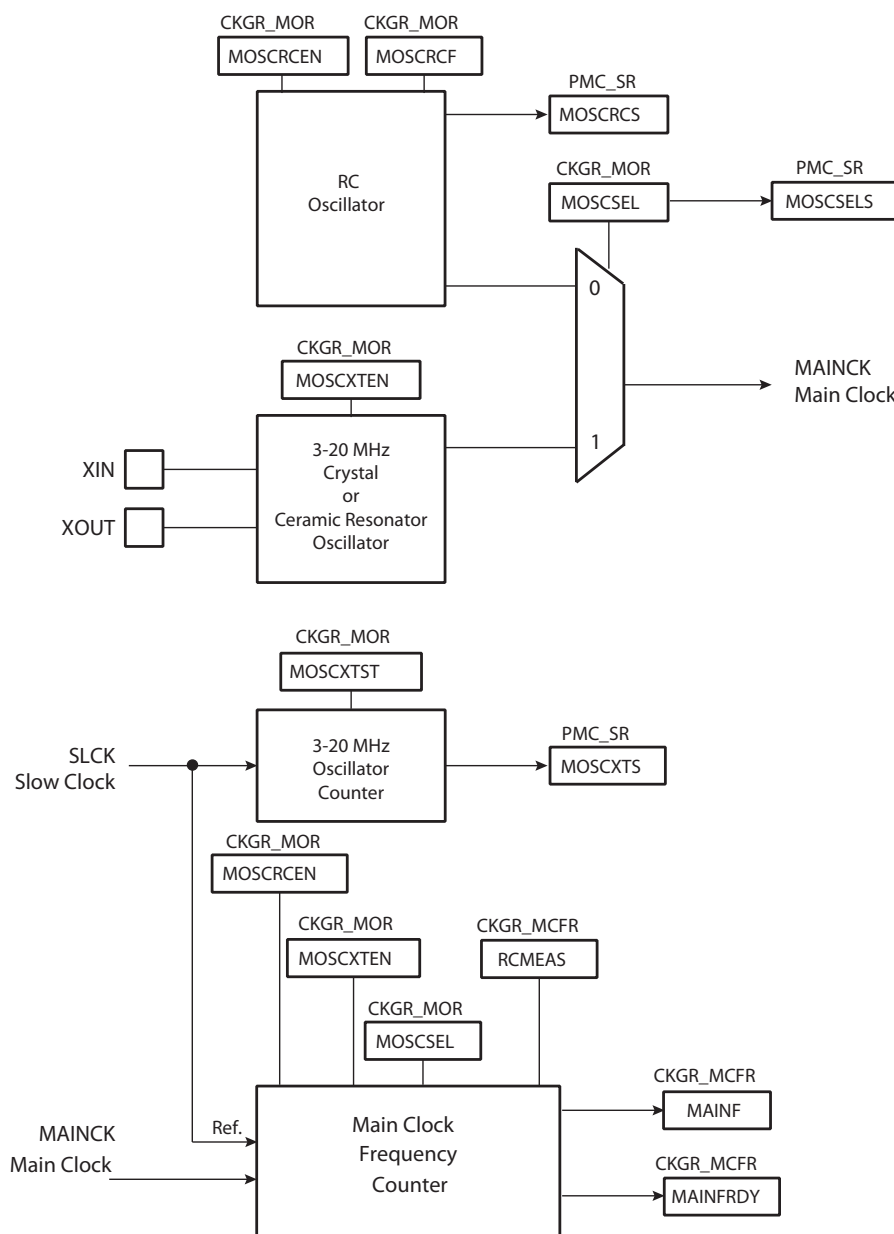 CKGR_MOR
CKGR_MOR
MOSCRCEN
MOSCRCF
PMC_SR
MOSCRCS
RC
Oscillator
CKGR_MOR
MOSCSEL
PMC_SR
MOSCSELS
0
CKGR_MOR
MOSCXTEN
MAINCK
Main Clock
3-20 MHz
Crystal
or
Ceramic Resonator
Oscillator
1
XIN
XOUT
CKGR_MOR
MOSCXTST
SLCK
Slow Clock
3-20 MHz
Oscillator
Counter
PMC_SR
MOSCXTS
CKGR_MOR
MOSCRCEN
CKGR_MOR
MOSCXTEN
CKGR_MCFR
RCMEAS
CKGR_MOR
MOSCSEL
Ref.
MAINCK
Main Clock
Main Clock
Frequency
Counter
CKGR_MCFR
MAINF
CKGR_MCFR
MAINFRDY